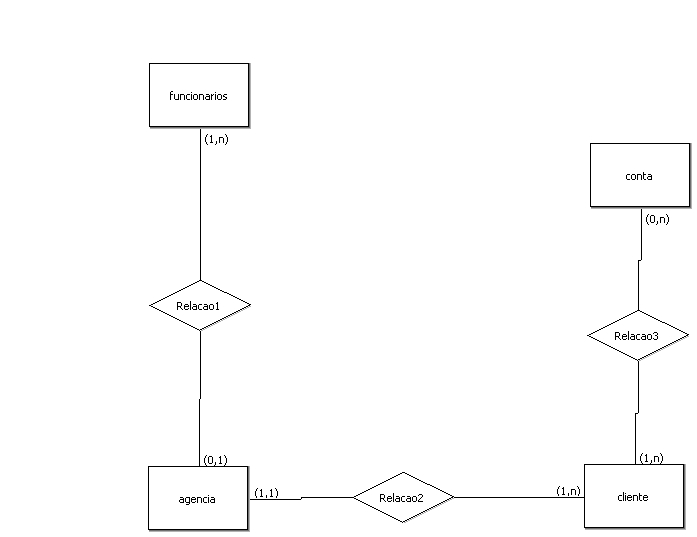 funcionarios
(1,n)
conta
(0,n)
Relacao1
Relacao3
(0,1)
(1,n)
agencia
(1,1)
Relacao2
(1,n)
cliente